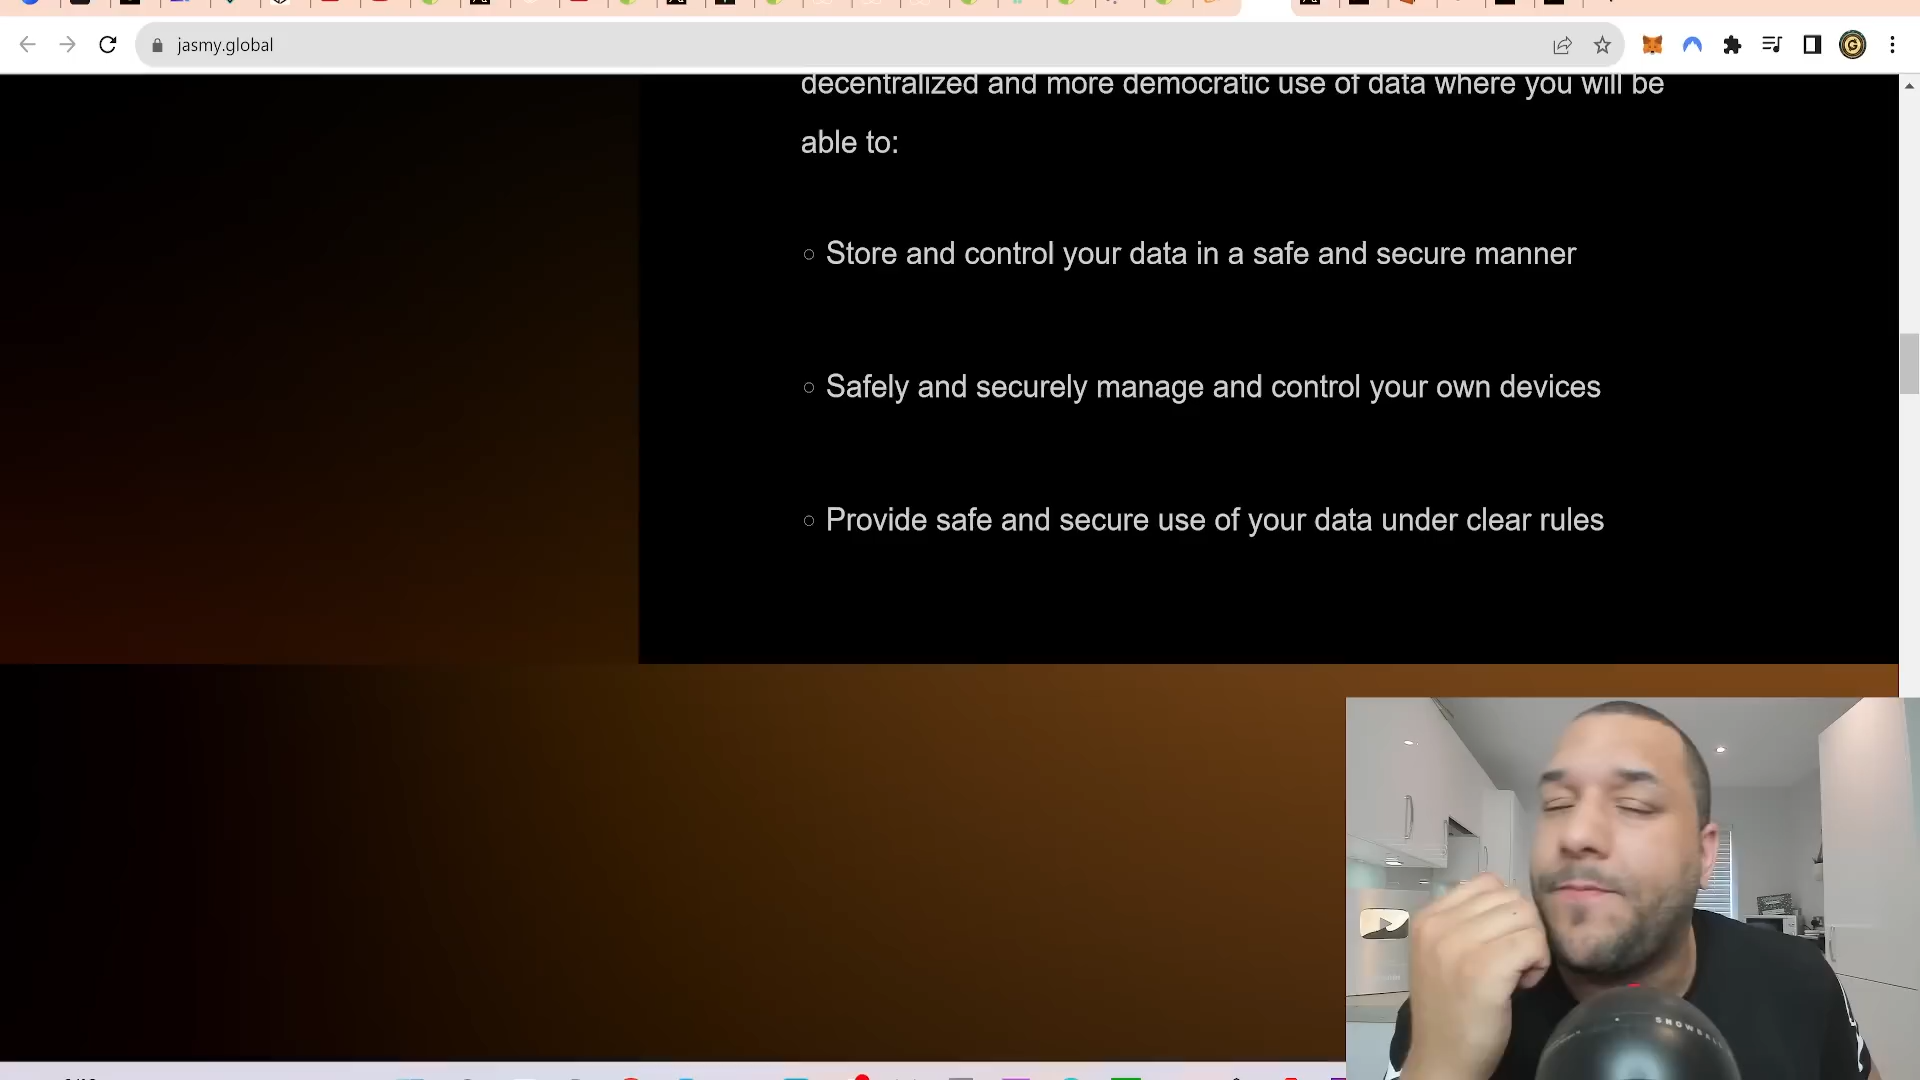 jasmy.global
decentralized and more democratic use of data where you will be
able to:
Store and control your data in a safe and secure manner
Safely and securely manage and control your own devices
Provide safe and secure use of your data under clear rules